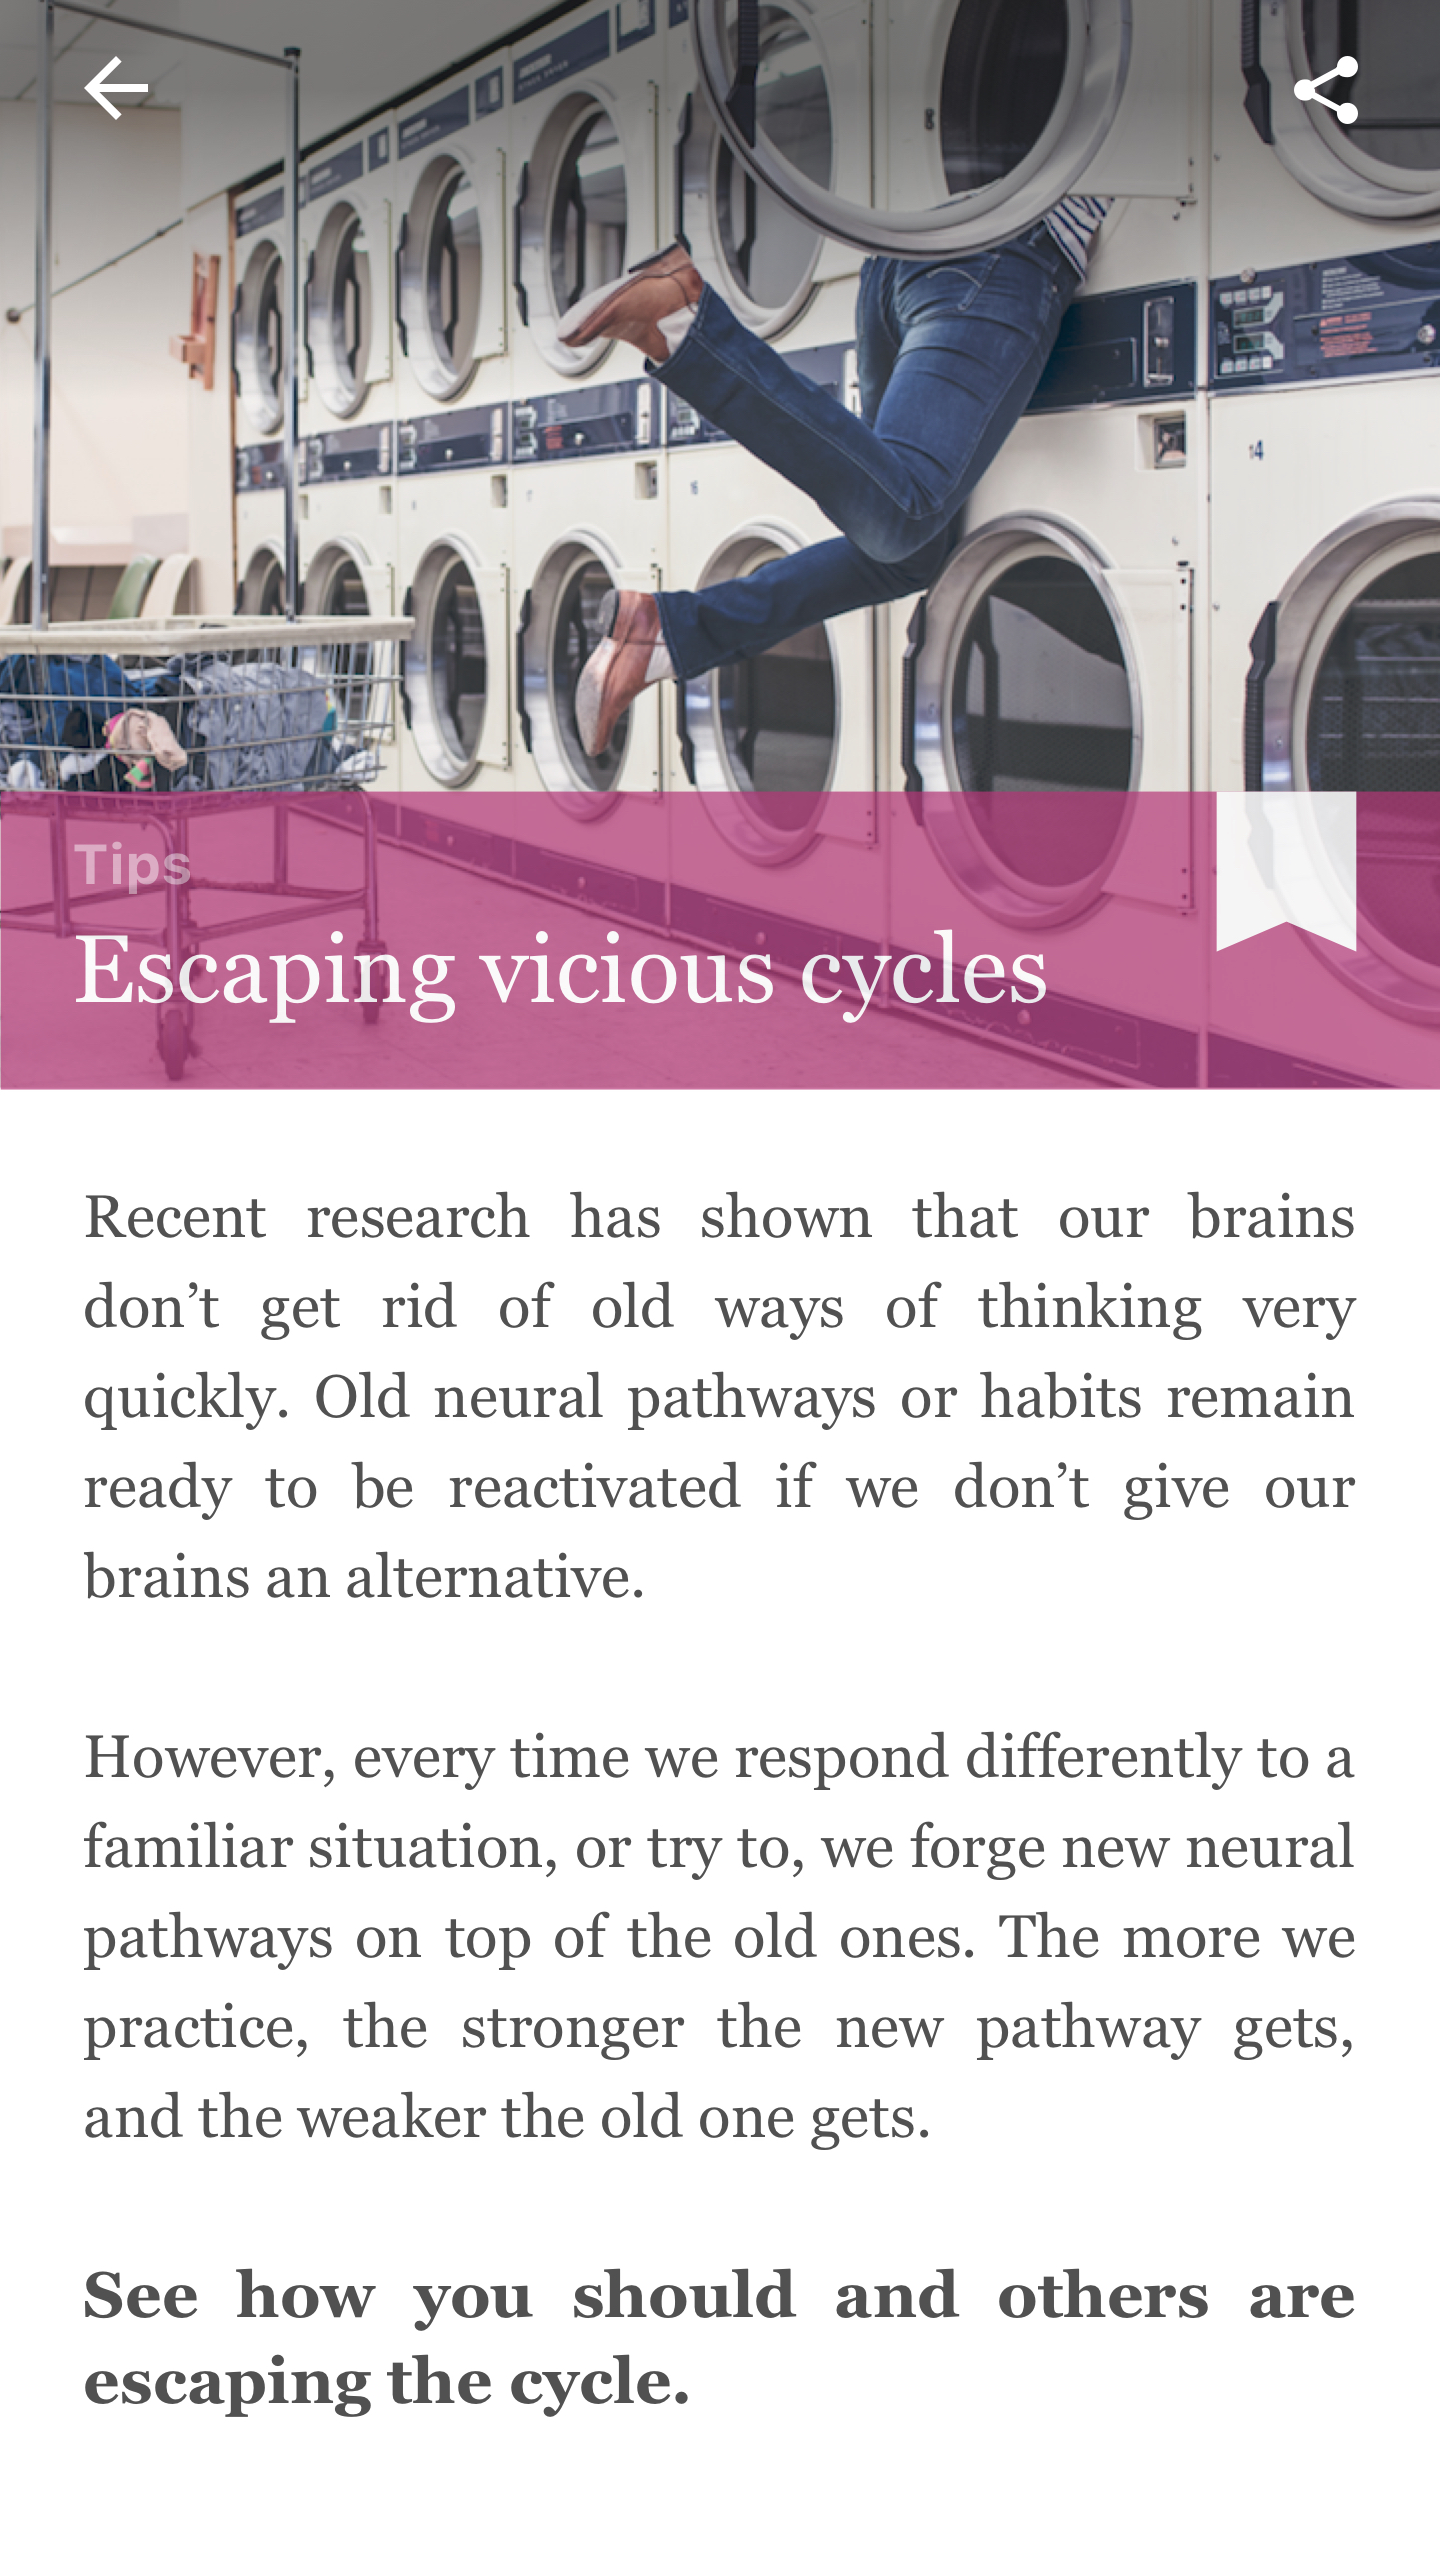 Tips
Escaping vicious cycles
Recent research has shown that our brains
don’t get rid of old ways of thinking very
quickly. Old neural pathways or habits remain
ready to be reactivated if we don’t give our
brains an alternative.
However, every time we respond differently to a
familiar situation, or try to, we forge new neural
pathways on top of the old ones. The more we
practice, the stronger the new pathway gets,
and the weaker the old one gets.
See how you should and others are
escaping the cycle.